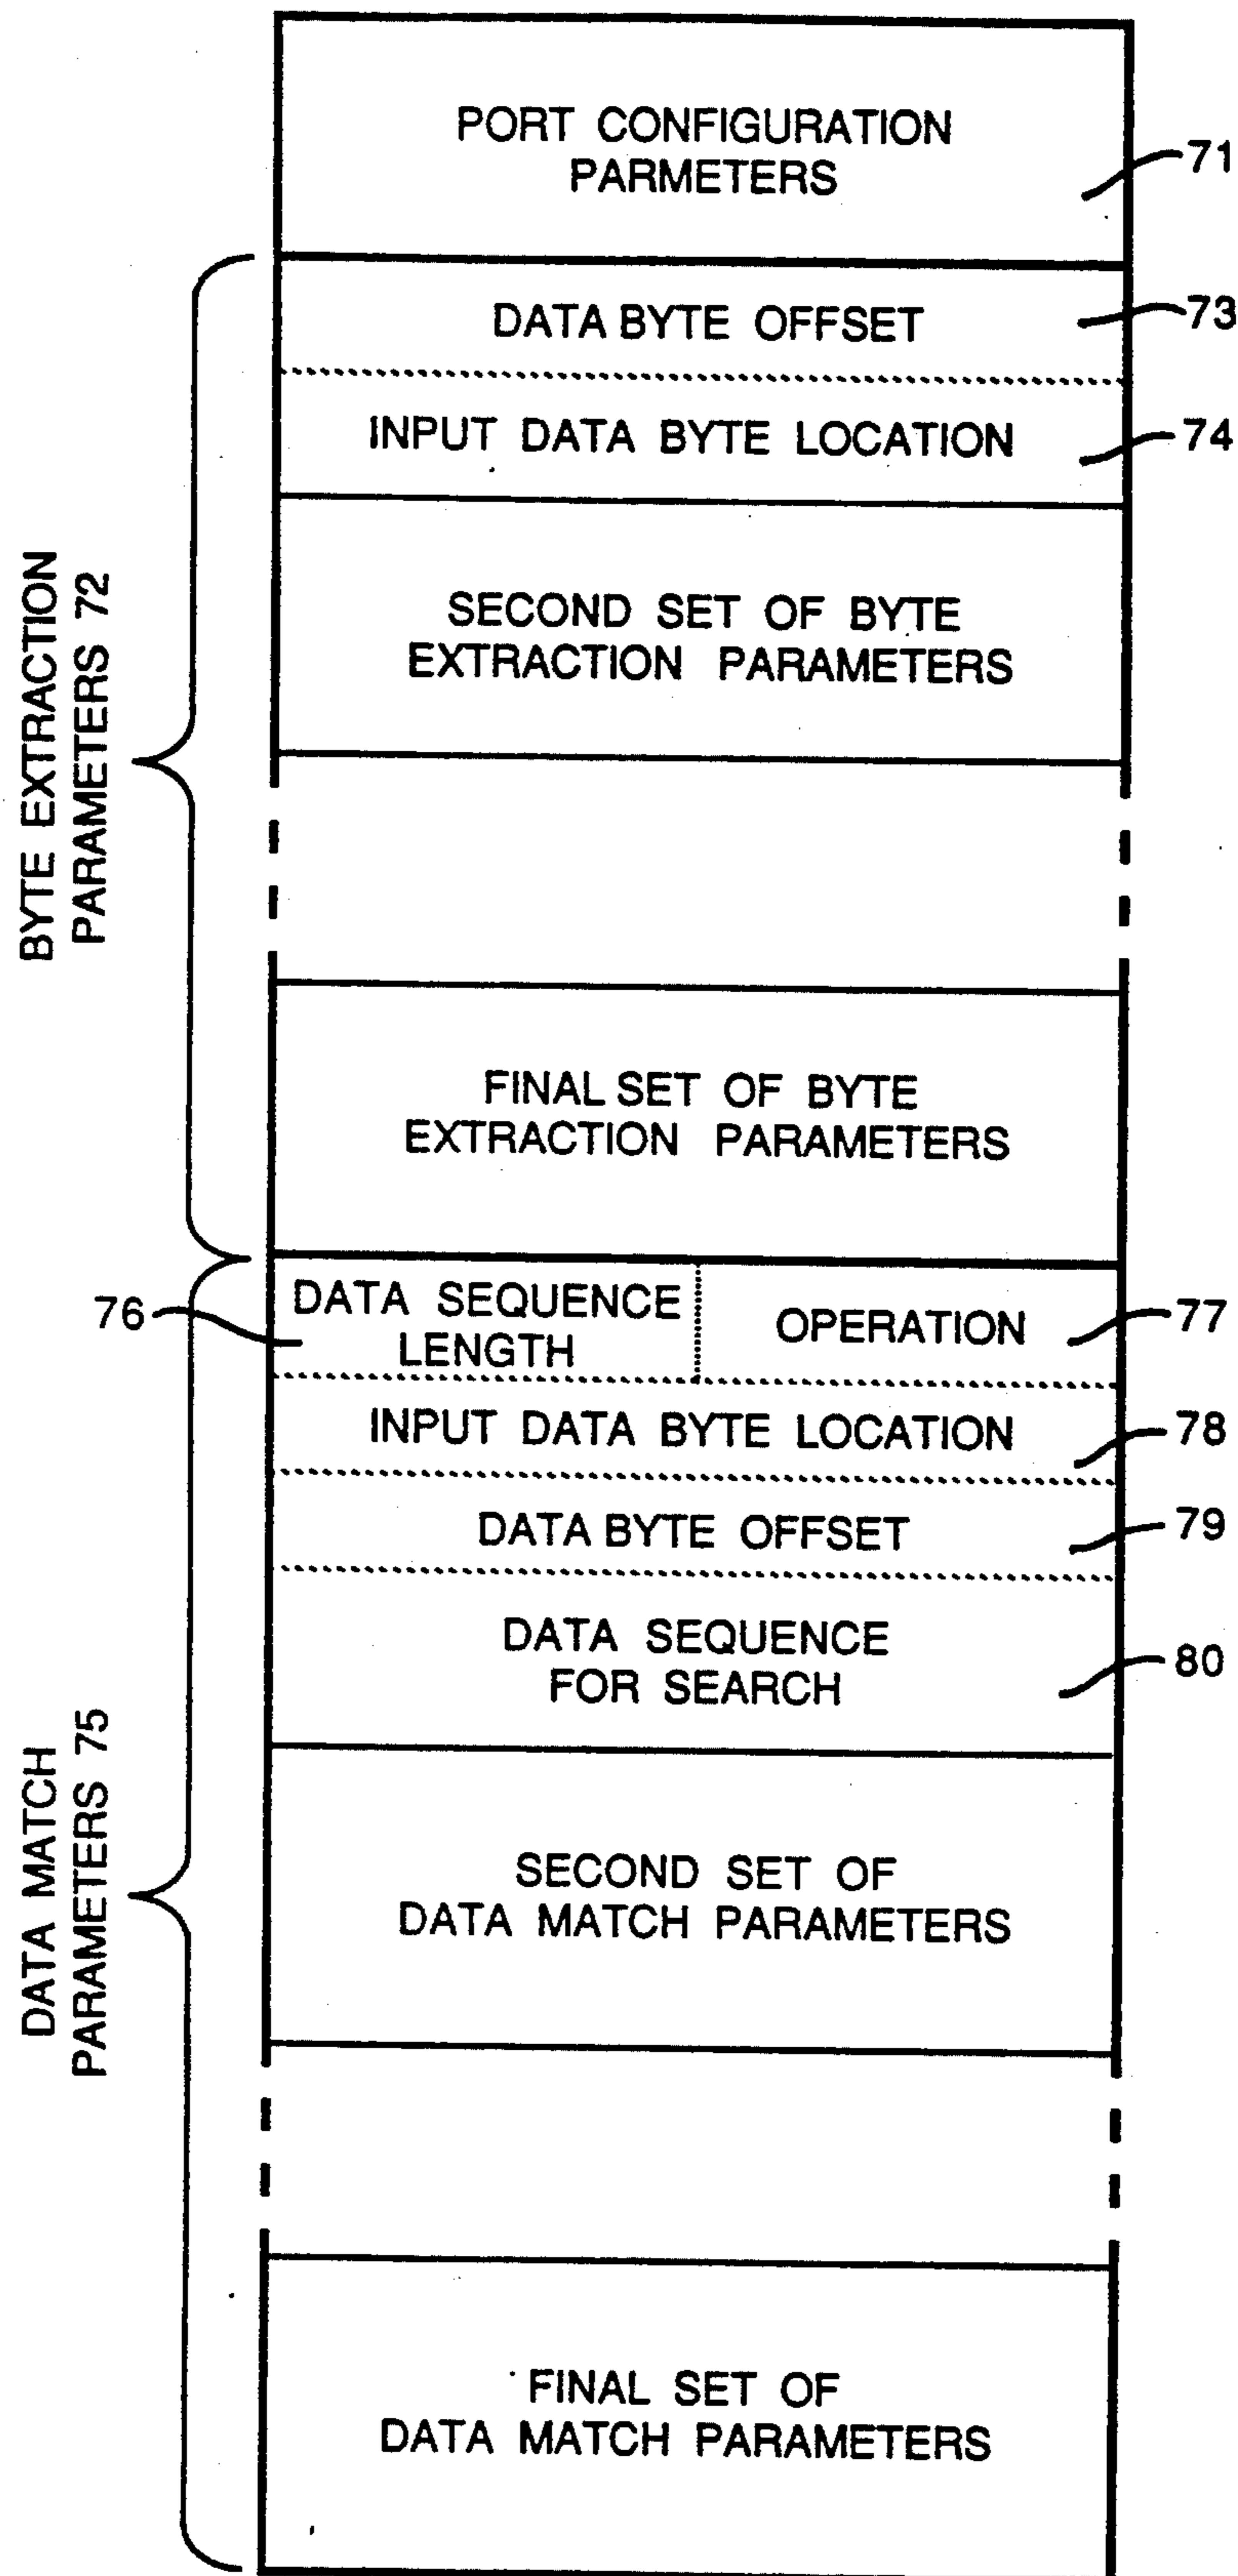 PORT CONFIGURATION
PARMETERS
71
DATA BYTE OFFSET
73
INPUT DATA BYTE LOCATION
74
BYTE EXTRACTION
PARAMETERS 72
SECOND SET OF BYTE
EXTRACTION PARAMETERS
FINAL SET OF BYTE
EXTRACTION PARAMETERS
76
DATA SEQUENCE
LENGTH
OPERATION
77
INPUT DATA BYTE LOCATION
78
DATA BYTE OFFSET
79
DATA SEQUENCE
FOR SEARCH
80
DATA MATCH
PARAMETERS 75
SECOND SET OF
DATA MATCH PARAMETERS
FINAL SET OF
DATA MATCH PARAMETERS